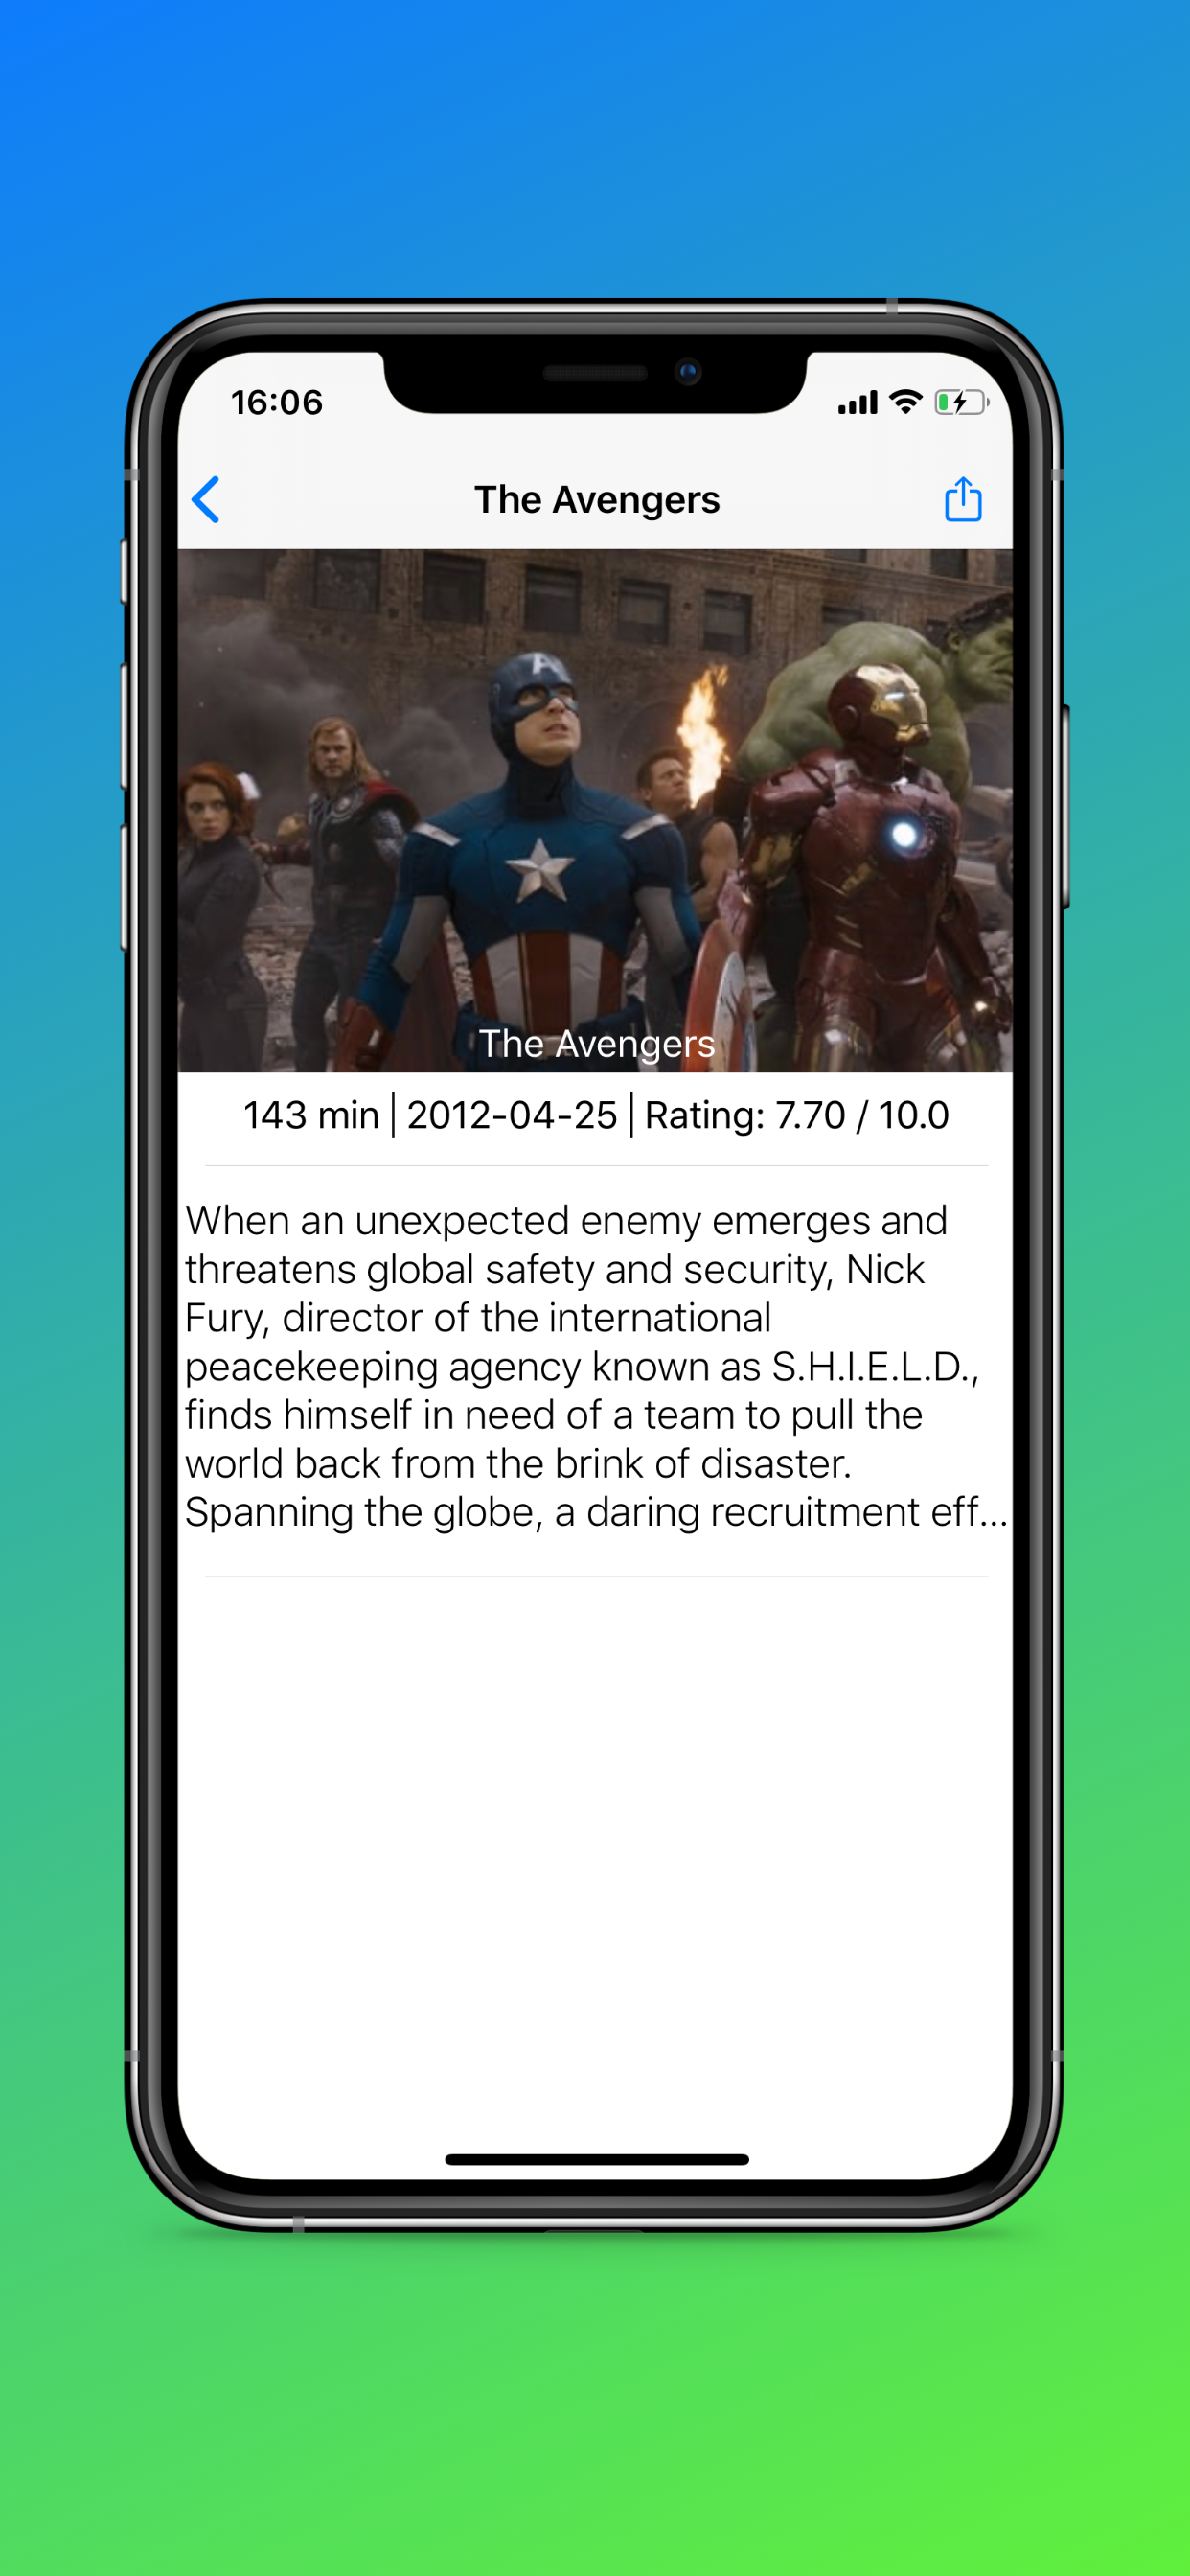 16:06
The Avengers
A
The Avengers
143 min | 2012-04-25 | Rating: 7.70 / 10.0
When an unexpected enemy emerges and
threatens global safety and security, Nick
Fury, director of the international
peacekeeping agency known as S.H.I.E.L.D.,
finds himself in need of a team to pull the
world back from the brink of disaster.
Spanning the globe, a daring recruitment eff...